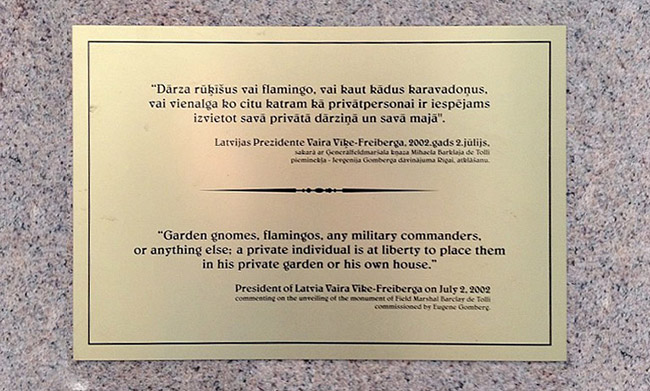 “Dārza rūķīšus vai flamingo, vai kaut kādus karavadoņus,
vai vienalga ko citu katram kā privātpersonai ir iespējams
izvietot savā privātā dārziņā un savā majā".
Latvijas Prezidente Vaira Vīķe-Freiberga, 2002.gads 2.jūlijs,
sakarā ar Ģenerālfeldmaršala kņaza Mihaela Barklaja de Tolli
pieminekļa - Ievgēnija Gomberga dāvinājuma Rīgai, atklāšanu.
“Garden gnomes, flamingos, any military commanders,
or anything else; a private individual is at liberty to place them
in his private garden or his own house.”
President of Latvia Vaira Vīķe-Freiberga on July 2, 2002
commenting on the unveiling of the monument of Field Marshal Barclay de Tolli
commissioned by Eugene Gomberg.